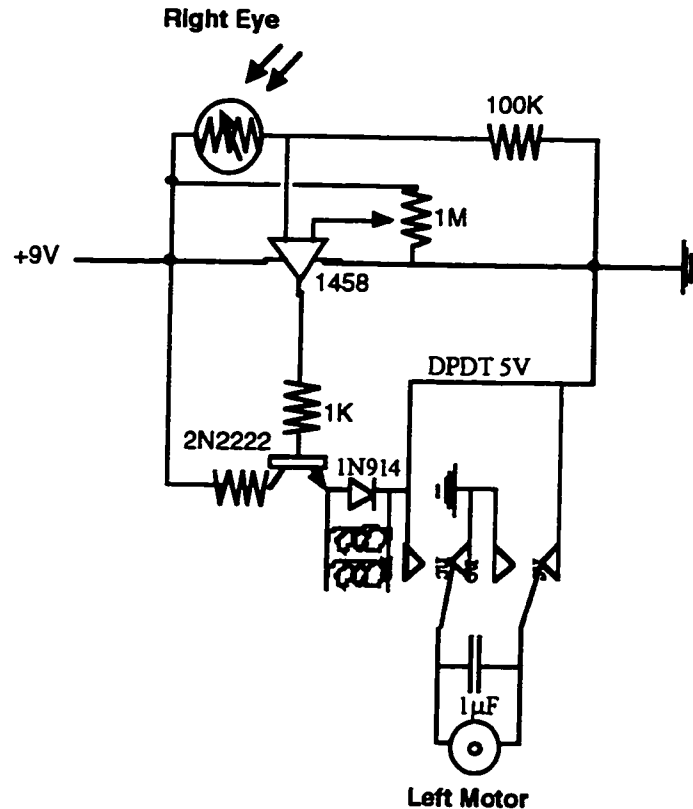 Right Eye
100K
1M
+9V
1458
DPDT 5V
1K
2N2222
1N914
1µF
Left Motor